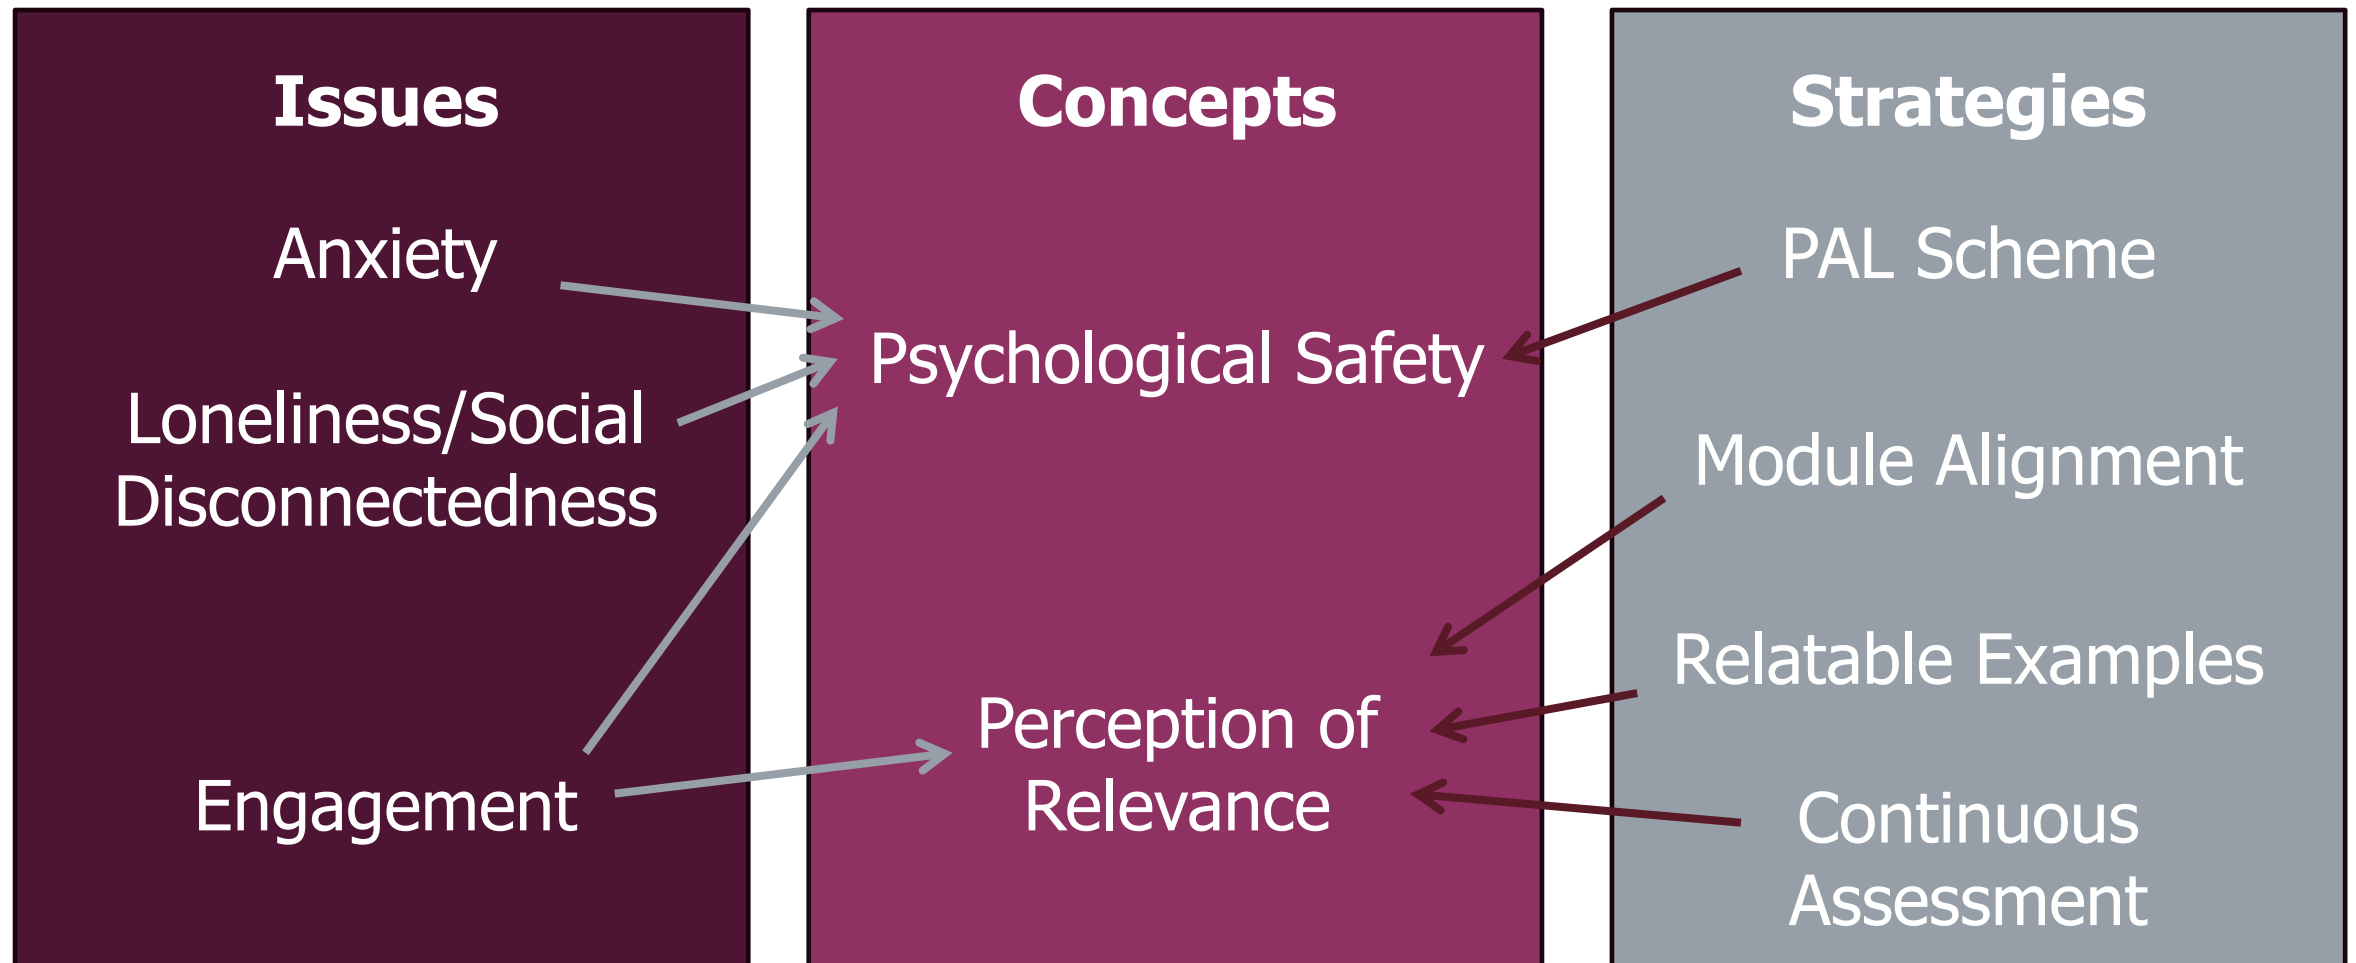 Issues
Anxiety
Loneliness/Social
Disconnectedness
Engagement
Concepts
Psychological Safety
Perception of
Relevance
Strategies
PAL Scheme
Module Alignment
Relatable Examples
Continuous
Assessment